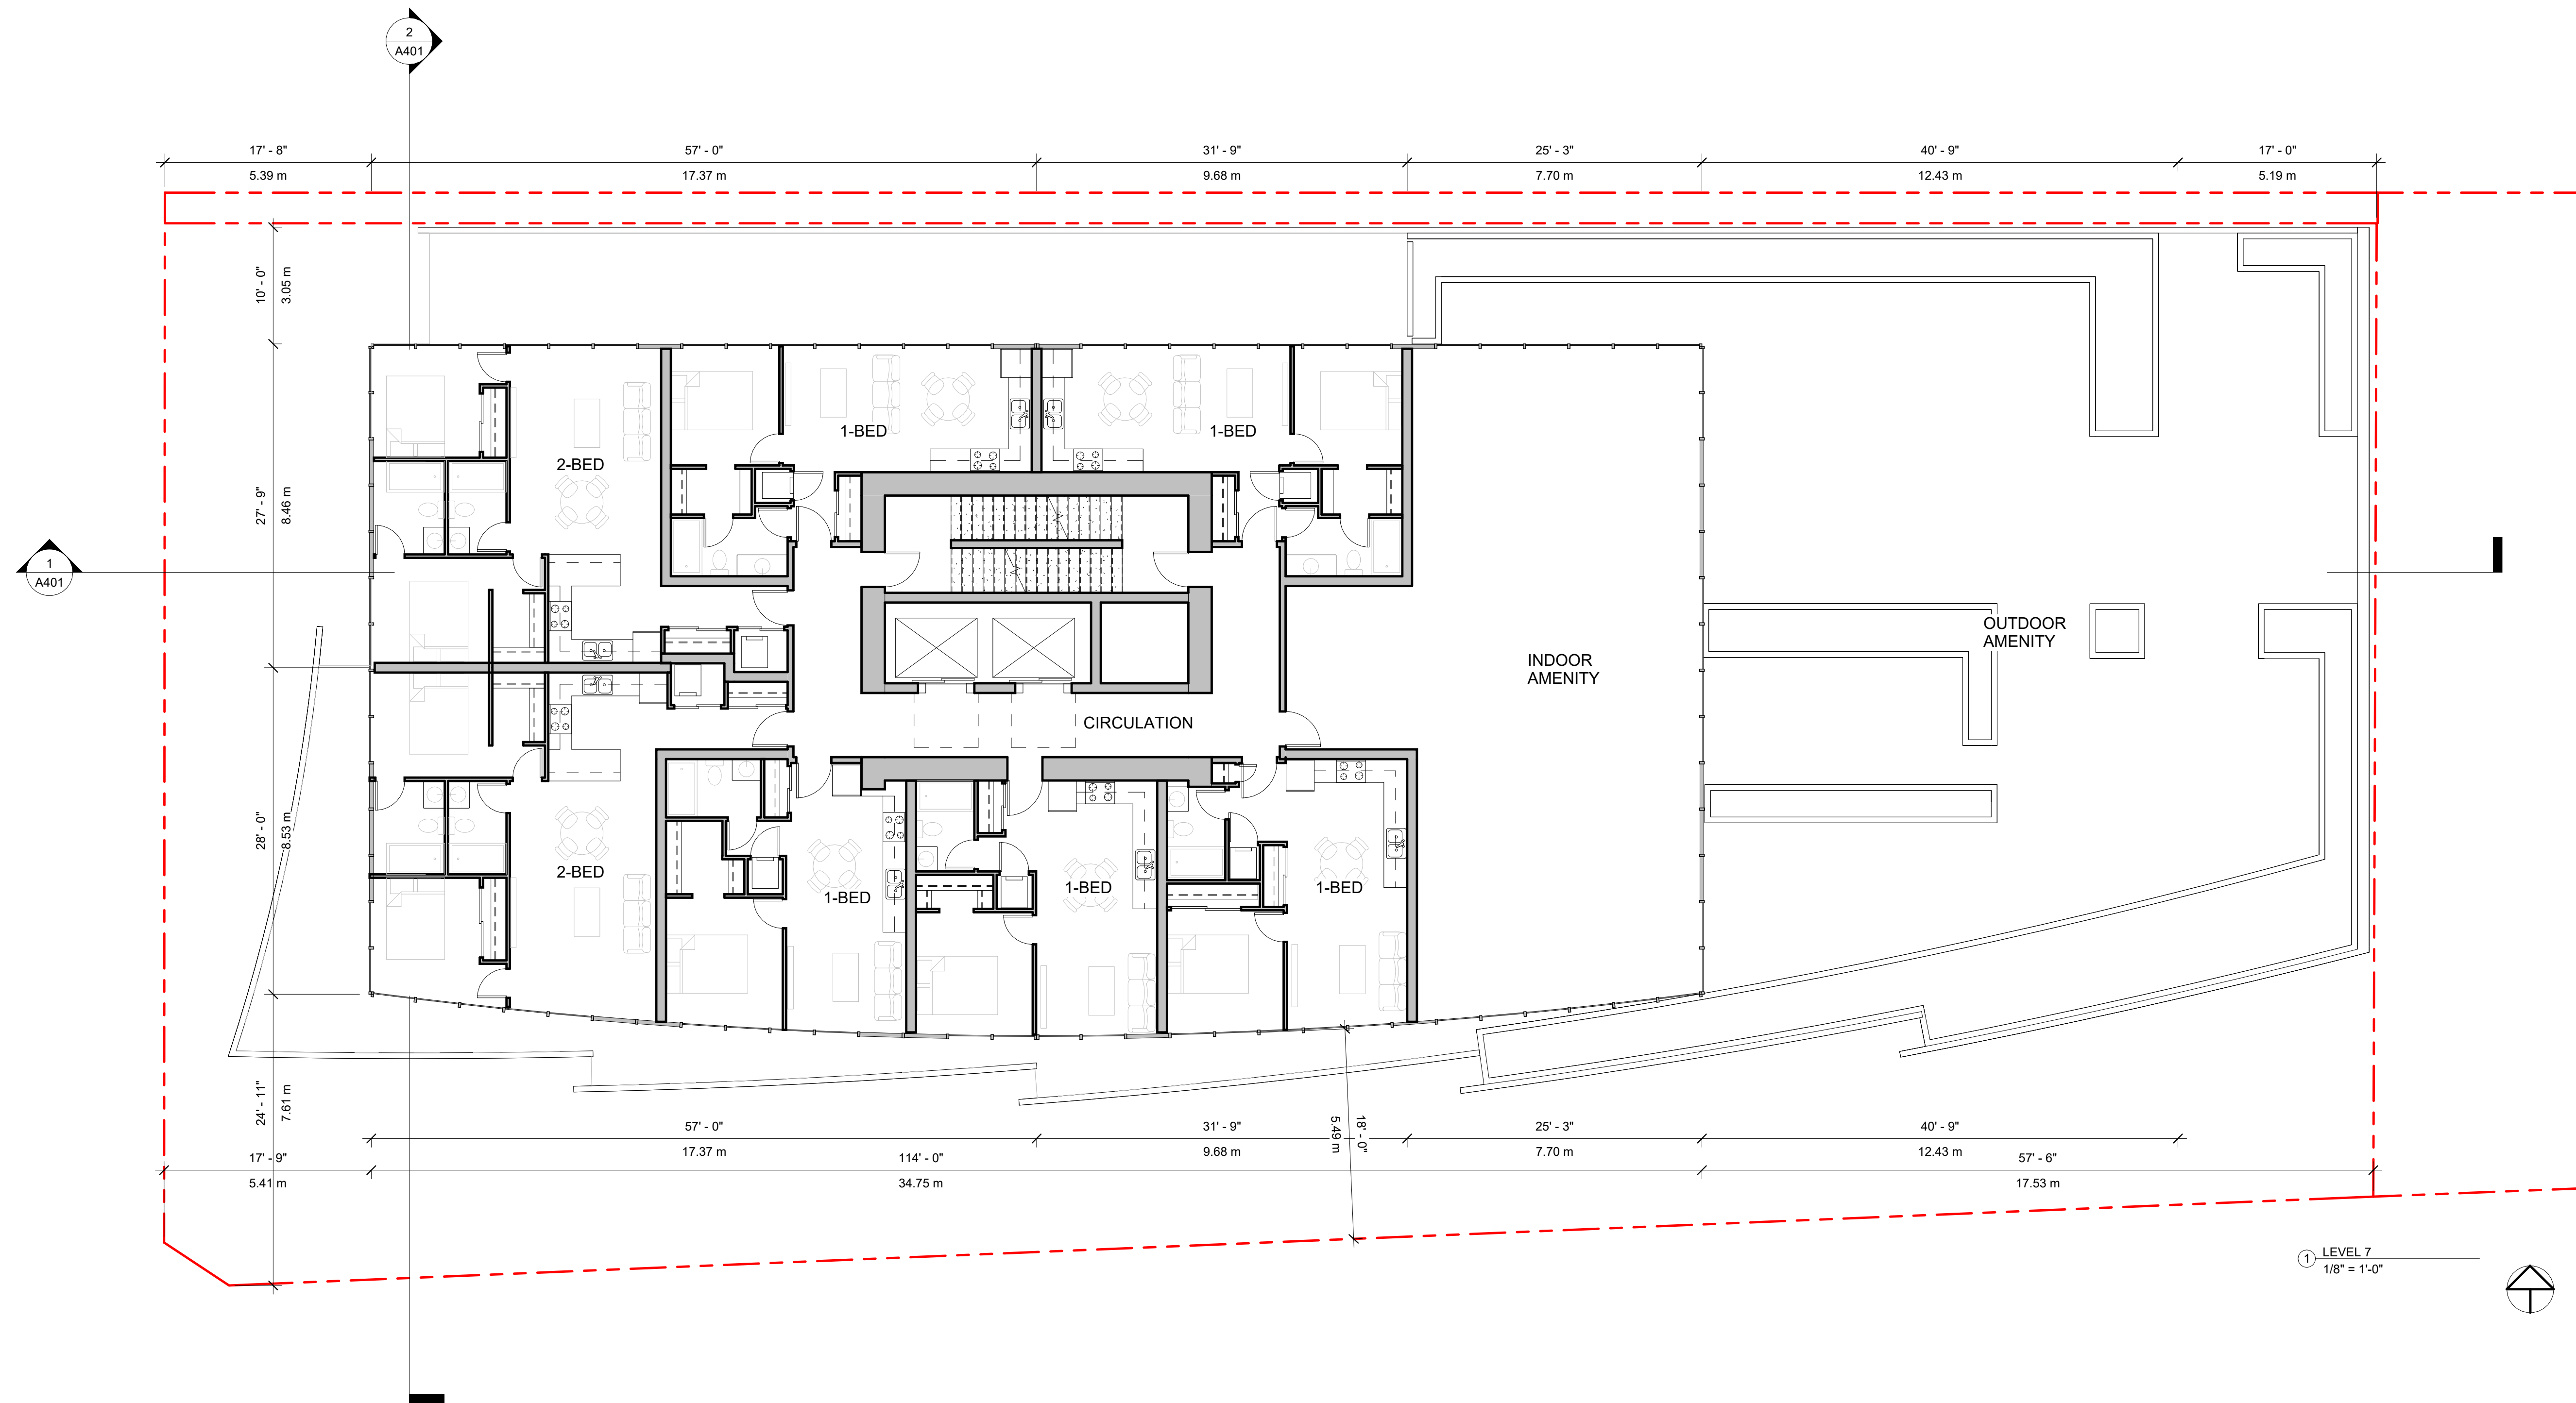 2
A401
17' - 8"
57' - 0"
31' - 9"
25' - 3"
40' - 9"
17' - 0"
5.39 m
17.37 m
9.68 m
7.70 m
12.43 m
5.19 m
10' - 0"
3.05 m
27' - 9"
8.46 m
1
A401
28' - 0"
8.53 m
24' - 11"
7.61 m
2-BED
1-BED
1-BED
INDOOR
AMENITY
OUTDOOR
AMENITY
CIRCULATION
2-BED
1-BED
1-BED
1-BED
18' - 0"
5.49 m
57' - 0"
31' - 9"
25' - 3"
40' - 9"
17.37 m
9.68 m
7.70 m
12.43 m
17' - 9"
114' - 0"
57' - 6"
5.41 m
34.75 m
17.53 m
1
LEVEL 7
1/8" = 1'-0"